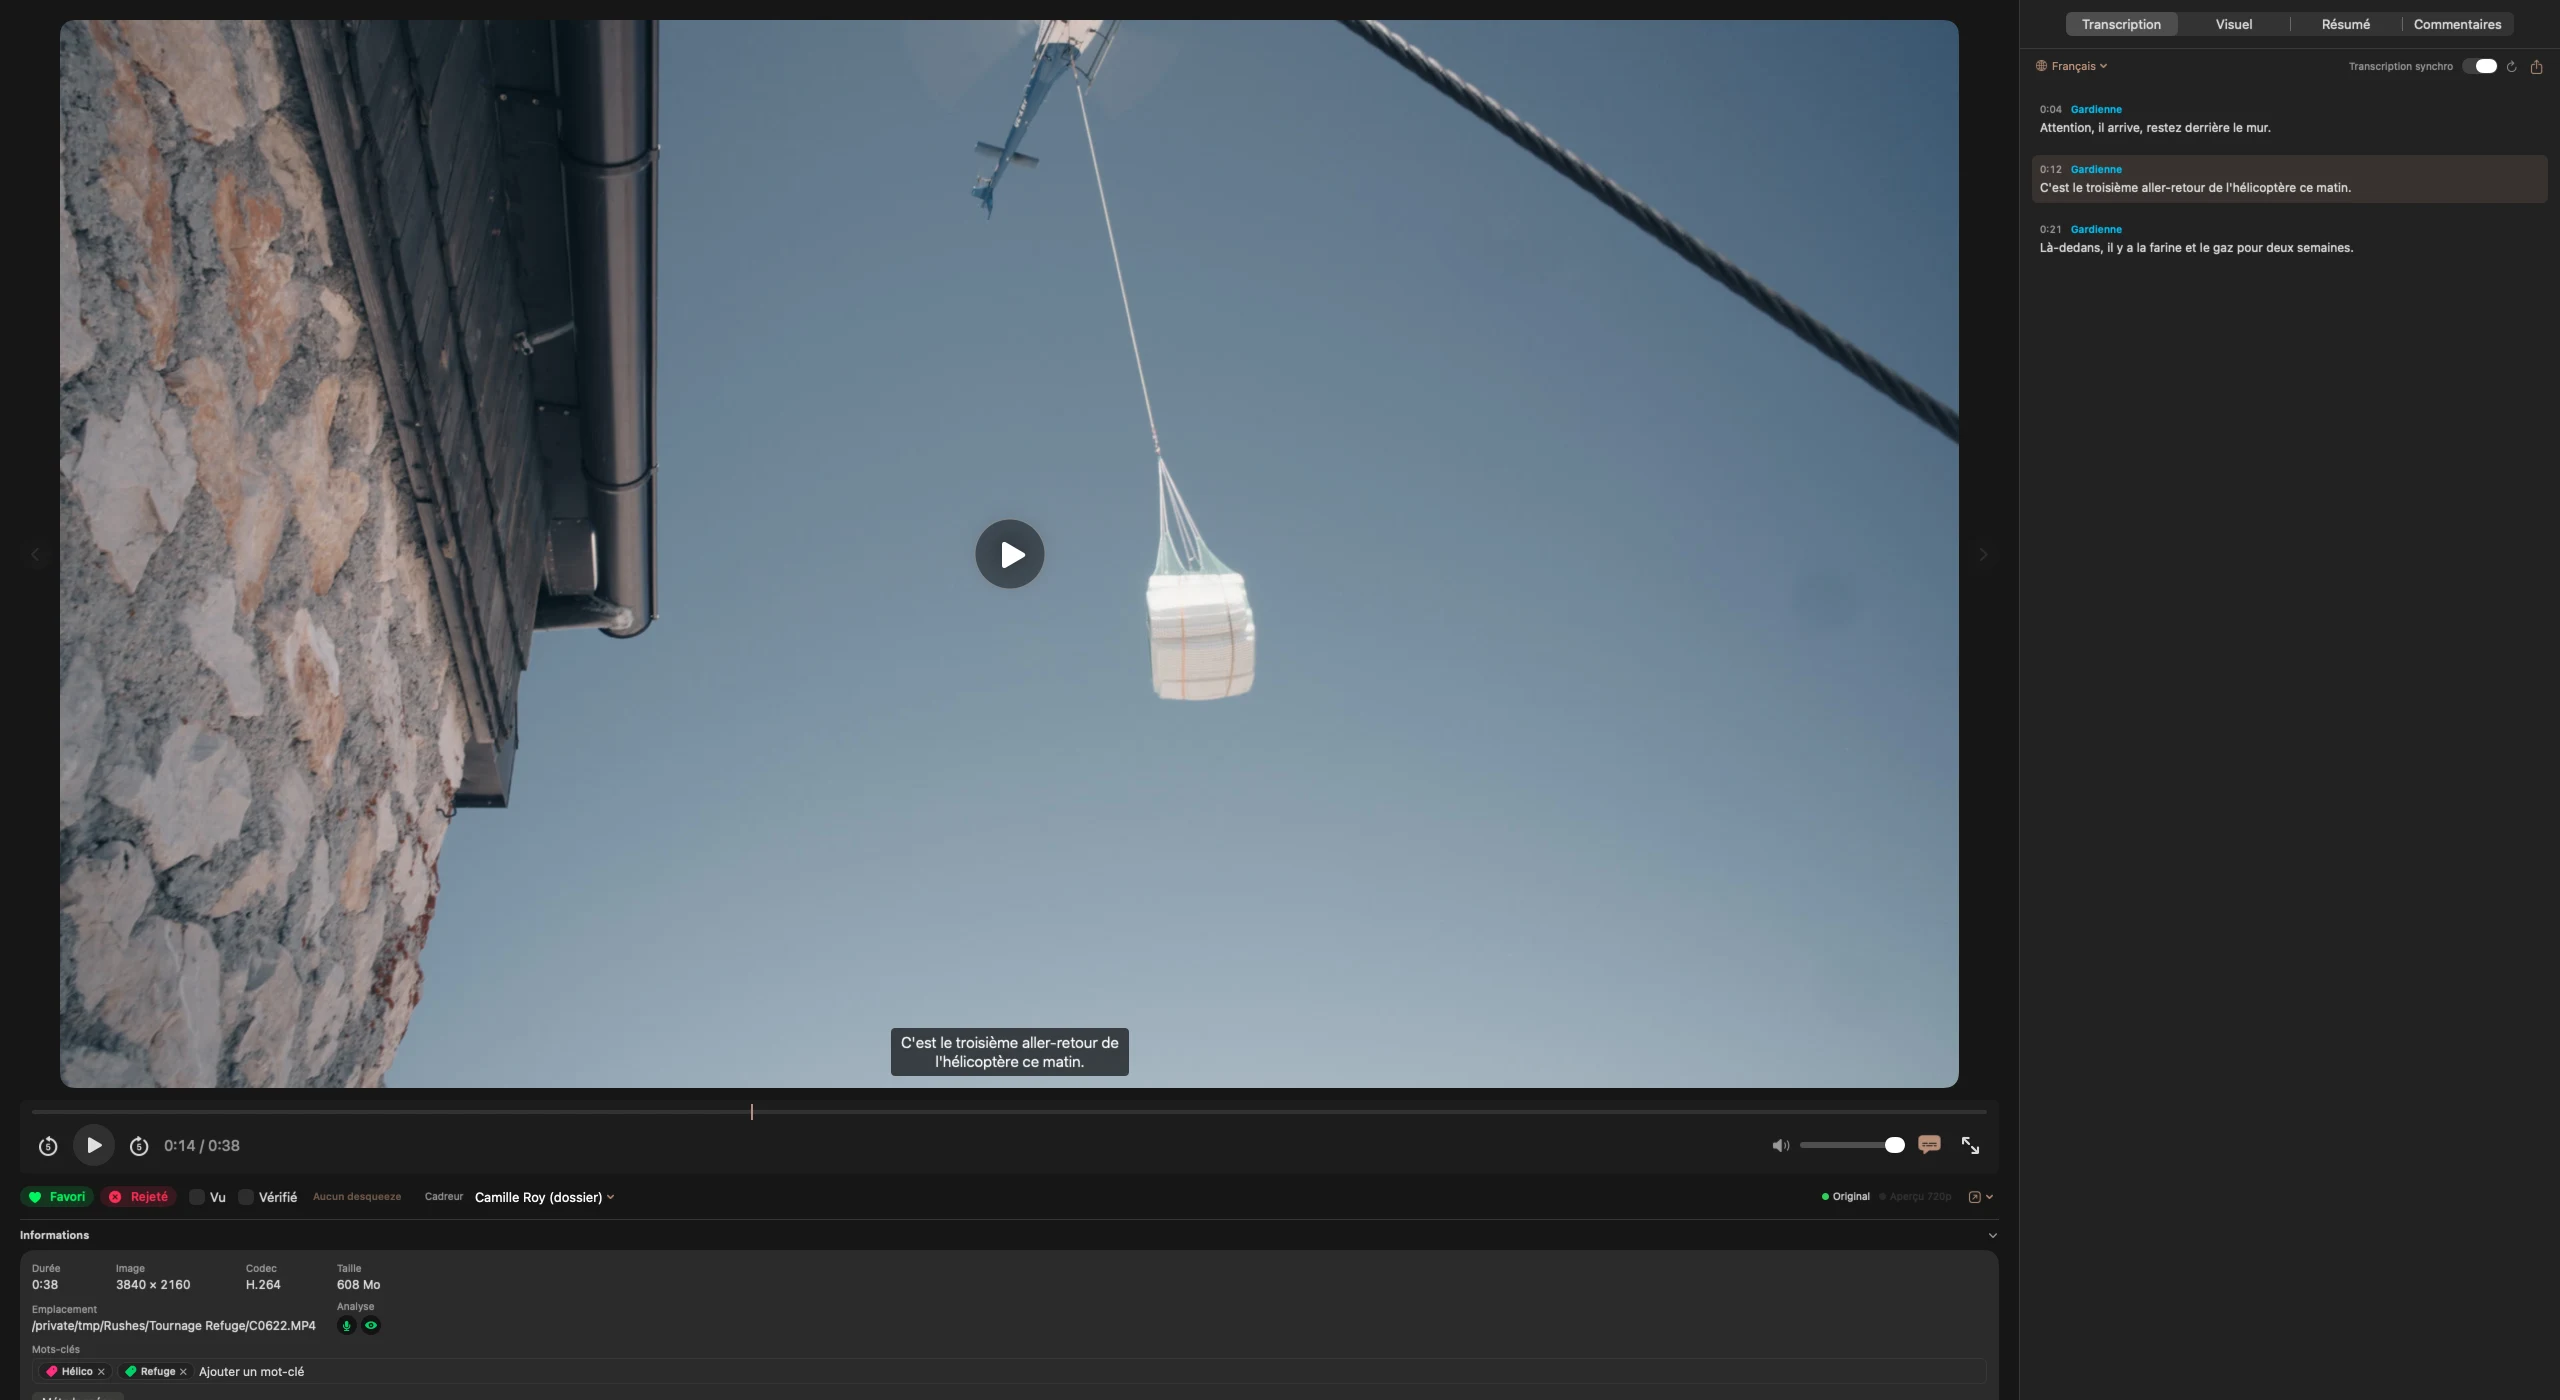 Transcription
Visuel
Résumé
Commentaires
Français
Transcription synchro
0:04 Gardienne
Attention, il arrive, restez derrière le mur.
0:12 Gardienne
C'est le troisième aller-retour de l'hélicoptère ce matin.
0:21 Gardienne
Là-dedans, il y a la farine et le gaz pour deux semaines.
C'est le troisième aller-retour de
l'hélicoptère ce matin.
5
5
0:14 / 0:38
Favori
Rejeté
Vu
Vérifié
Aucun desqueeze
Cadreur
Camille Roy (dossier)
Original
Aperçu 720p
Informations
Durée
0:38
Image
3840 × 2160
Codec
H.264
Taille
608 Mo
Emplacement
/private/tmp/Rushes/Tournage Refuge/C0622.MP4
Analyse
Mots-clés
Hélico
Refuge
Ajouter un mot-clé